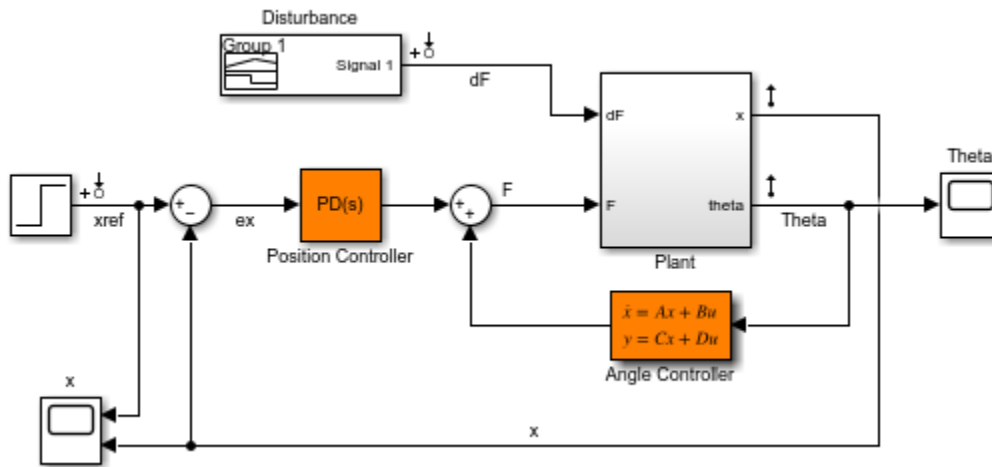 Disturbance
Group 1
Signal 1
dF
dF
x
Theta
xref
+
−
ex
PD(s)
Position Controller
+
+
F
F
theta
Theta
Plant
ẋ = Ax + Bu
y = Cx + Du
Angle Controller
x
x